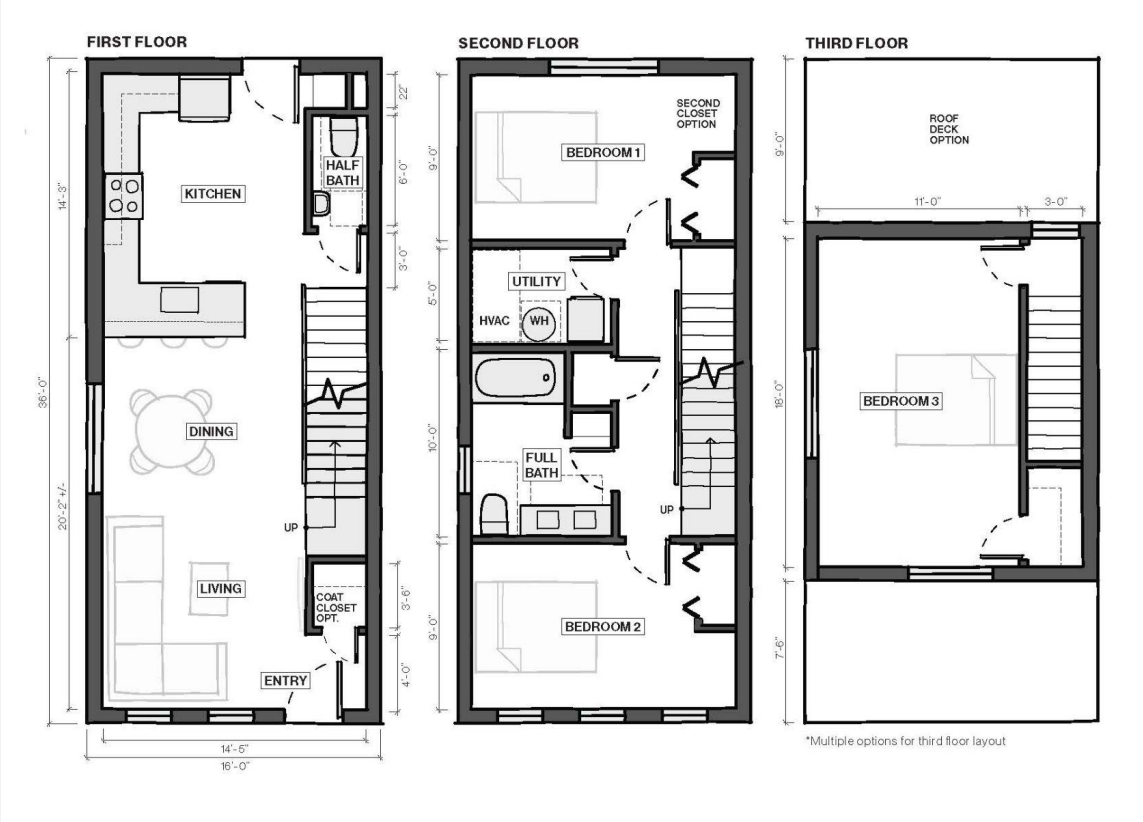 FIRST FLOOR
SECOND FLOOR
THIRD FLOOR
22"
6'-0"
3'-0"
3'-6"
4'-0"
14'-3"
36'-0"
20'-2" +/-
HALF
BATH
KITCHEN
DINING
UP
LIVING
COAT
CLOSET
OPT.
ENTRY
14'-5"
16'-0"
SECOND
CLOSET
OPTION
BEDROOM 1
9'-0"
UTILITY
5'-0"
HVAC
WH
10'-0"
FULL
BATH
UP
BEDROOM 2
9'-0"
ROOF
DECK
OPTION
9'-0"
11'-0"
3'-0"
BEDROOM 3
18'-0"
7'-6"
*Multiple options for third floor layout